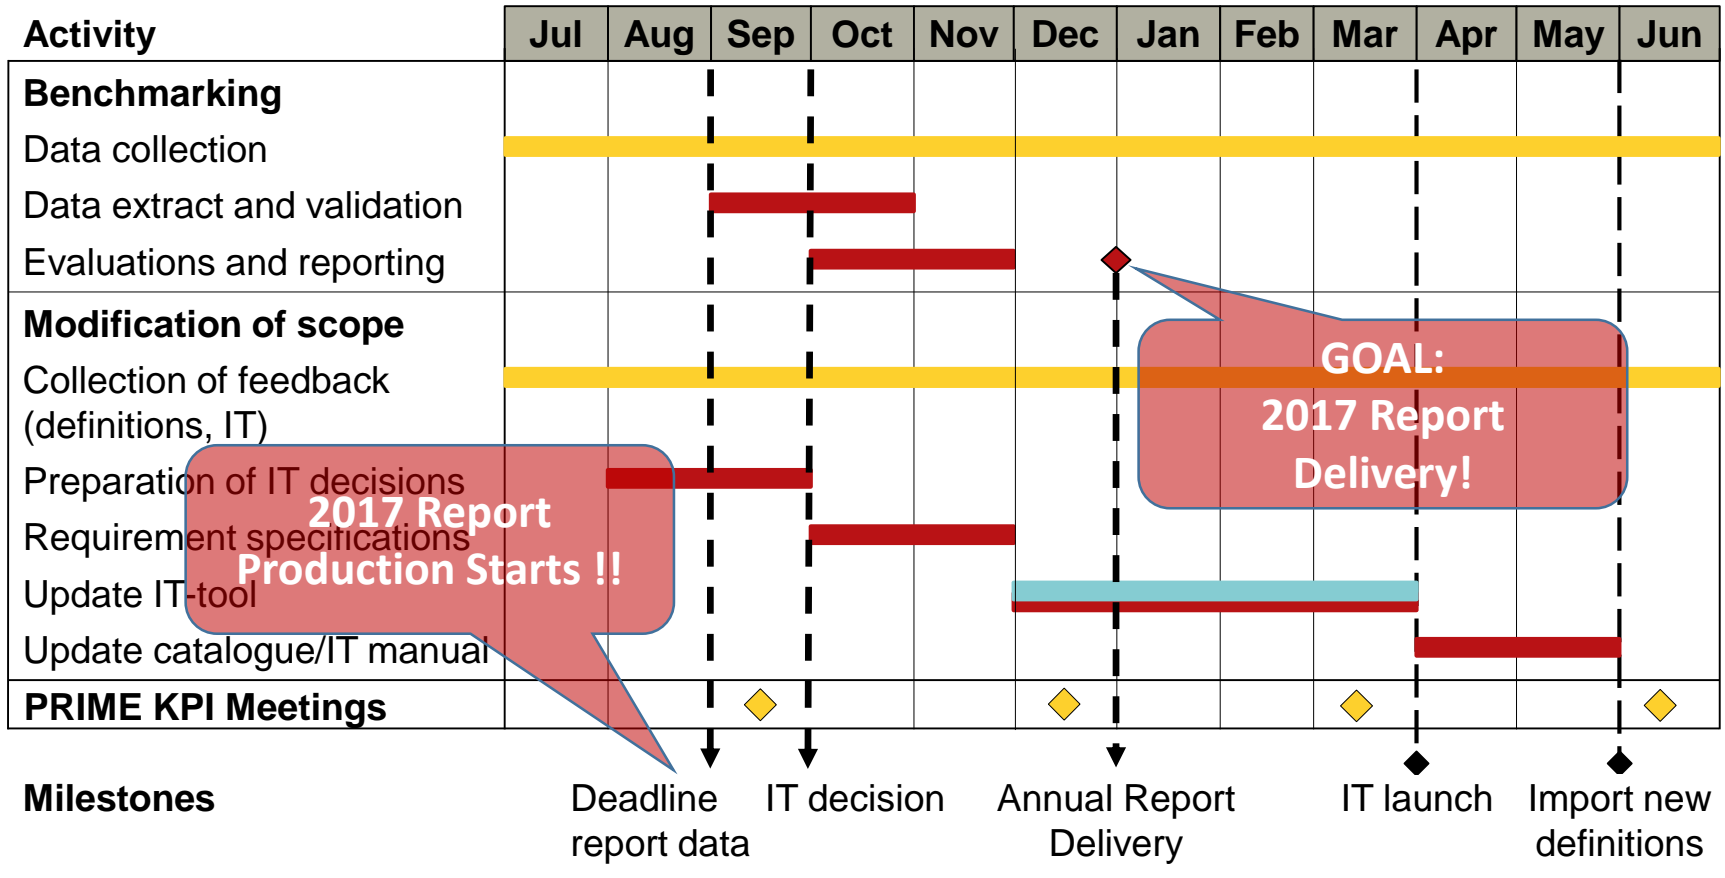 Activity Jul Aug Sep Oct Nov Dec Jan Feb Mar Apr May Jun
Benchmarking
Data collection
Data extract and validation
Evaluations and reporting
Modification of scope
Collection of feedback
(definitions, IT)
Preparation of IT decisions
Requirement specifications
Update IT-tool
Update catalogue/IT manual
PRIME KPI Meetings
GOAL:
2017 Report
Delivery!
2017 Report
Production Starts !!
Milestones
Deadline
report data
IT decision
Annual Report
Delivery
IT launch
Import new
definitions